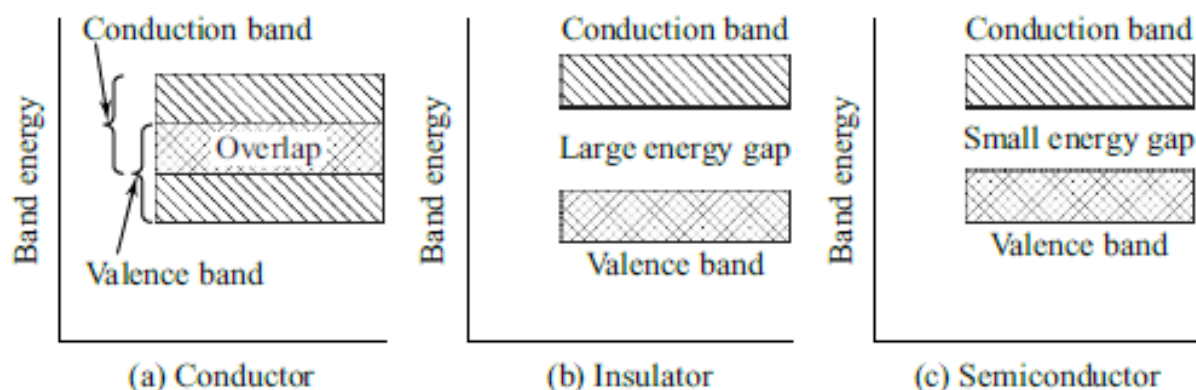 Conduction band
Band energy
Overlap
Valence band
(a) Conductor
Conduction band
Band energy
Large energy gap
Valence band
(b) Insulator
Conduction band
Band energy
Small energy gap
Valence band
(c) Semiconductor